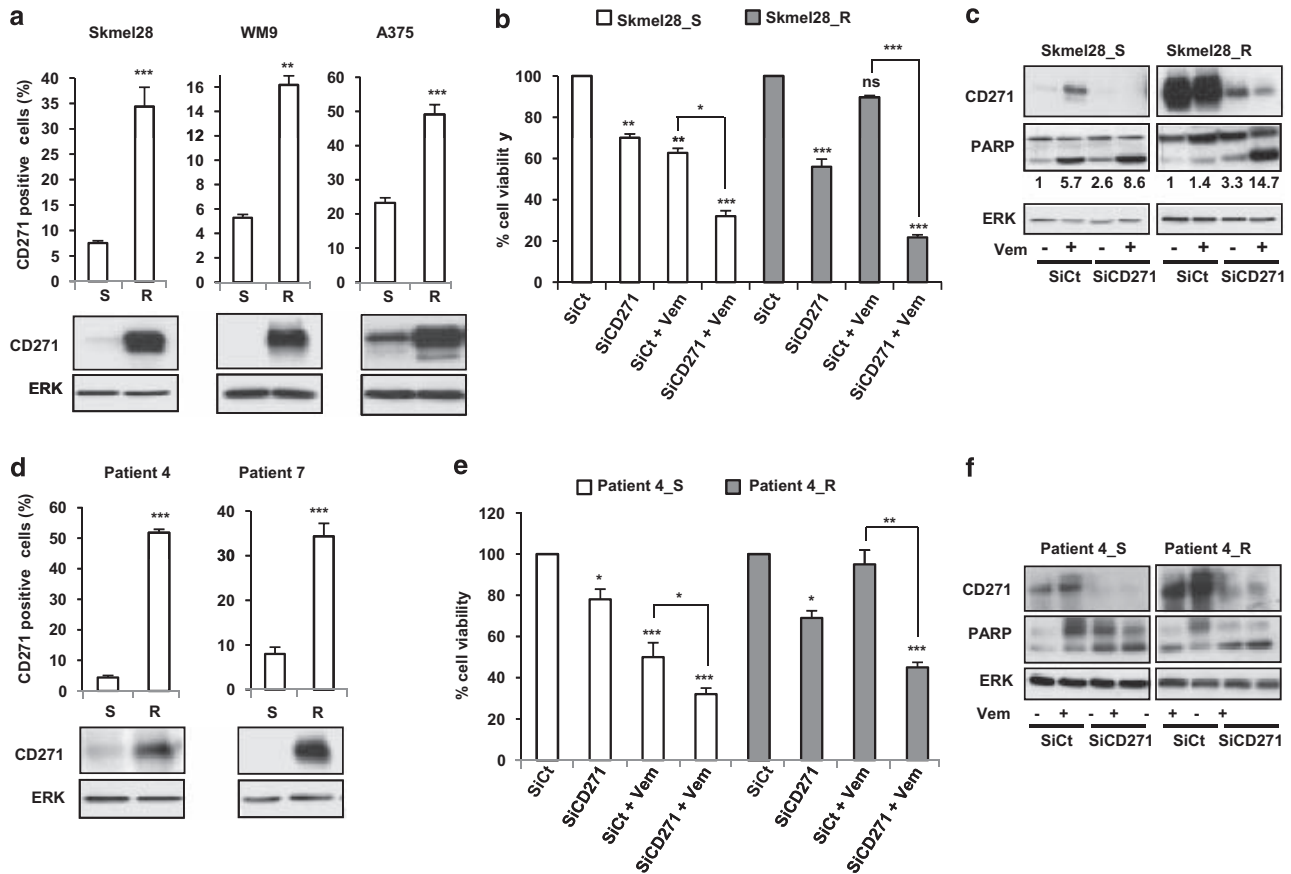 a
Skmel28 WM9 A375
CD271 positive cells (%)
40
35
30
25
20
15
10
5
0
***
S R
16
14
12
10
8
6
4
2
0
**
S R
60
50
40
30
20
10
0
***
S R
CD271
ERK
b
Skmel28_S Skmel28_R
% cell viabilit y
100
80
60
40
20
0
** ** * *** *** ns *** ***
SiCt
SiCD271
SiCt + Vem
SiCD271 + Vem
SiCt
SiCD271
SiCt + Vem
SiCD271 + Vem
c
Skmel28_S Skmel28_R
CD271
PARP
1 5.7 2.6 8.6 1 1.4 3.3 14.7
ERK
Vem - + - + - + - +
SiCt SiCD271 SiCt SiCD271
d
Patient 4 Patient 7
CD271 positive cells (%)
60
50
40
30
20
10
0
***
S R
40
30
20
10
0
***
S R
CD271
ERK
e
Patient 4_S Patient 4_R
% cell viability
120
100
80
60
40
20
0
* *** * *** * ** ***
SiCt
SiCD271
SiCt + Vem
SiCD271 + Vem
SiCt
SiCD271
SiCt + Vem
SiCD271 + Vem
f
Patient 4_S Patient 4_R
CD271
PARP
ERK
Vem - + - + - + - +
SiCt SiCD271 SiCt SiCD271